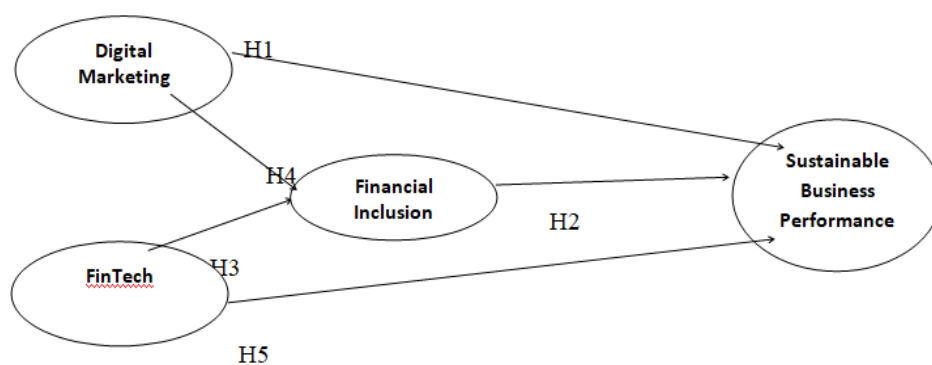 Digital
Marketing
H1
H4
Financial
Inclusion
H2
Sustainable
Business
Performance
FinTech
H3
H5